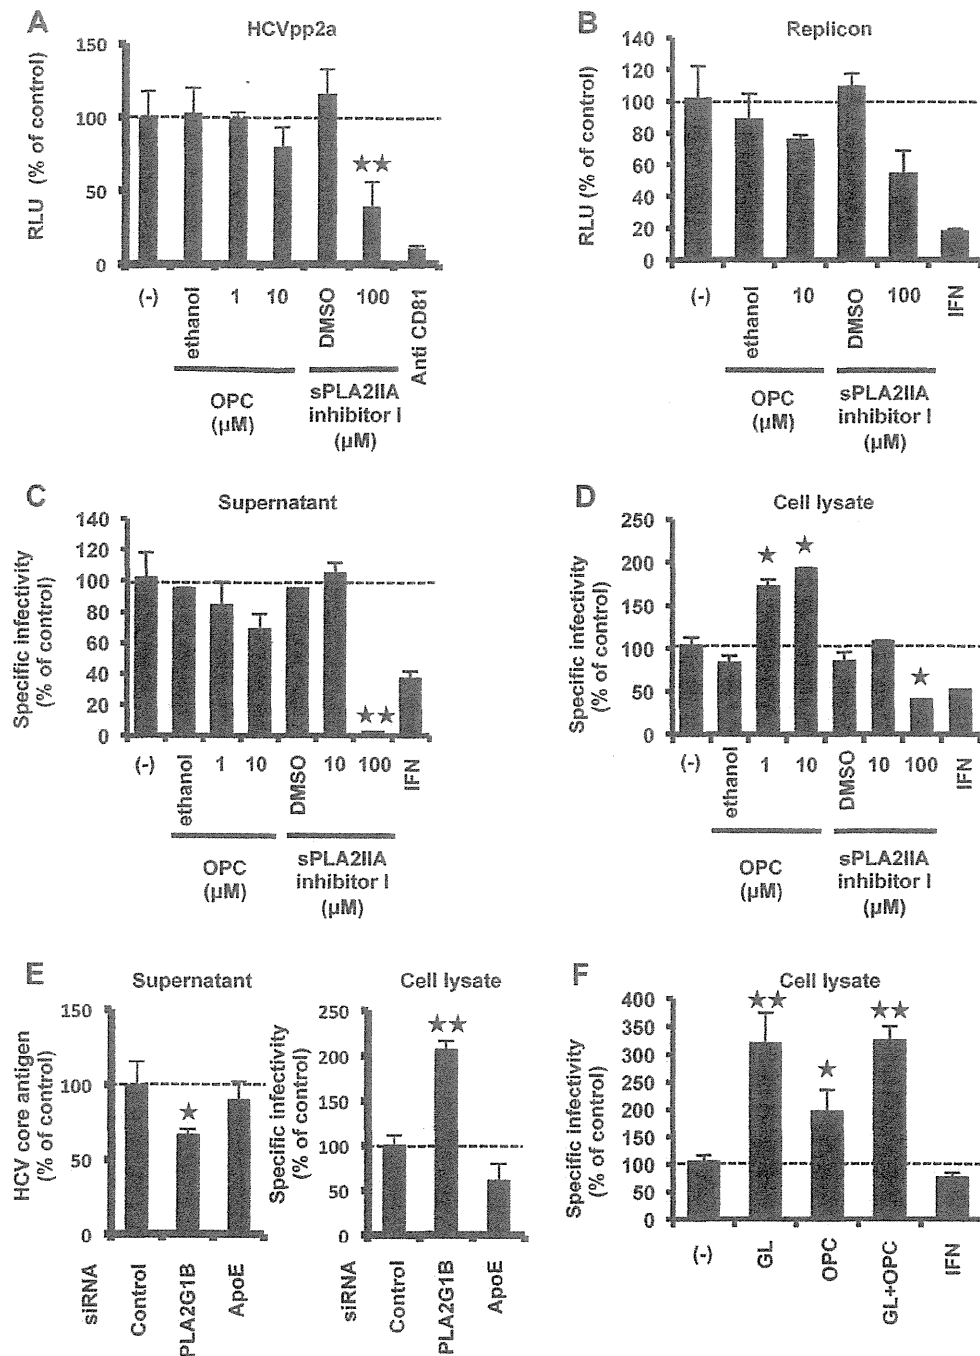 A
HCVpp2a
RLU (% of control)
150
100
50
0
(-)
ethanol
1
10
DMSO
100
Anti CD81
OPC
(µM)
sPLA2IIA
inhibitor I
(µM)
★★
B
Replicon
RLU (% of control)
140
120
100
80
60
40
20
0
(-)
ethanol
10
DMSO
100
IFN
OPC
(µM)
sPLA2IIA
inhibitor I
(µM)
C
Supernatant
Specific infectivity
(% of control)
140
120
100
80
60
40
20
0
★★
(-)
ethanol
1
10
DMSO
10
100
IFN
OPC
(µM)
sPLA2IIA
inhibitor I
(µM)
D
Cell lysate
Specific infectivity
(% of control)
250
200
150
100
50
0
★
★
★
(-)
ethanol
1
10
DMSO
10
100
IFN
OPC
(µM)
sPLA2IIA
inhibitor I
(µM)
E
Supernatant
HCV core antigen
(% of control)
150
100
50
0
★
siRNA
Control
PLA2G1B
ApoE
Cell lysate
Specific infectivity
(% of control)
250
200
150
100
50
0
★★
siRNA
Control
PLA2G1B
ApoE
F
Cell lysate
Specific infectivity
(% of control)
400
350
300
250
200
150
100
50
0
★★
★
★★
(-)
GL
OPC
GL+OPC
IFN